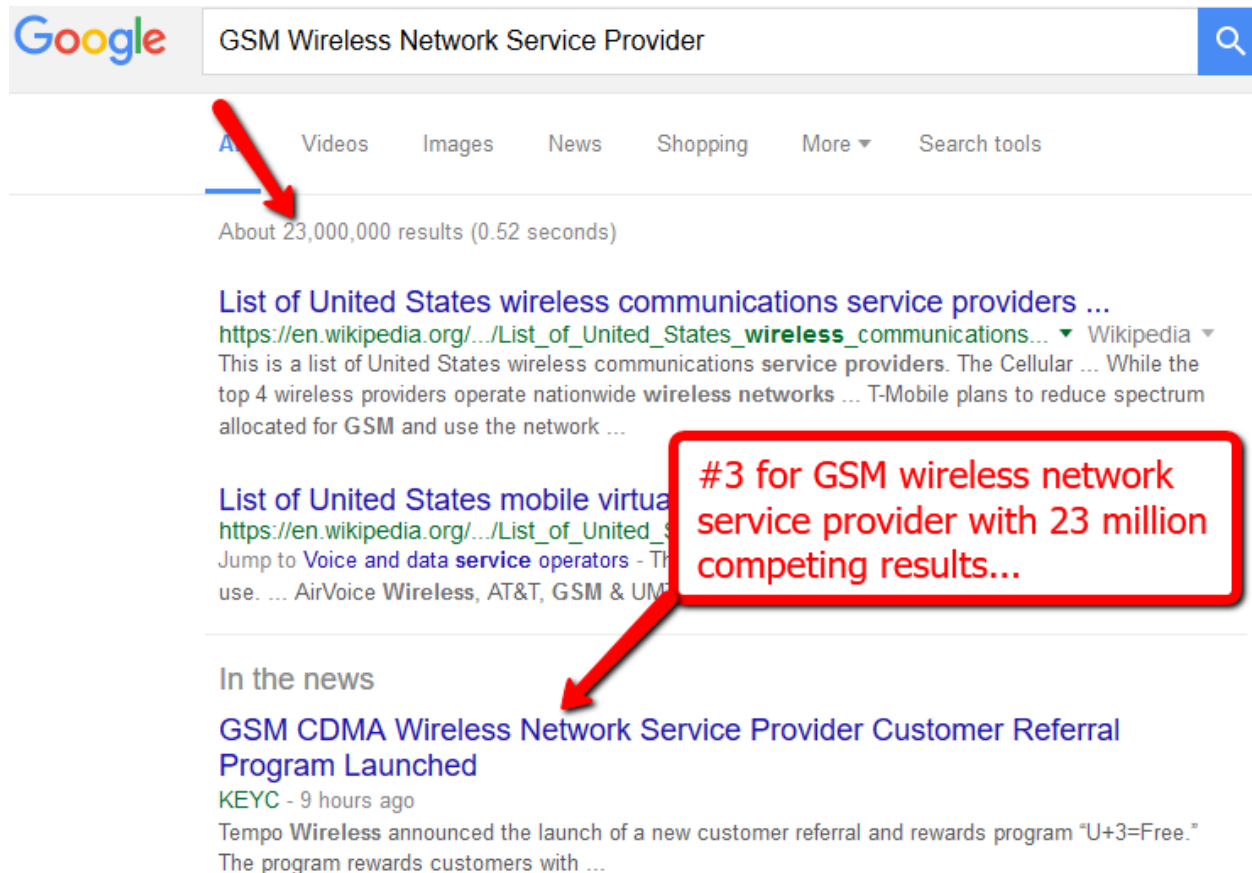 Google
GSM Wireless Network Service Provider
Videos Images News Shopping More Search tools
About 23,000,000 results (0.52 seconds)
List of United States wireless communications service providers ...
https://en.wikipedia.org/.../List_of_United_States_wireless_communications... Wikipedia
This is a list of United States wireless communications service providers. The Cellular ... While the
top 4 wireless providers operate nationwide wireless networks ... T-Mobile plans to reduce spectrum
allocated for GSM and use the network ...
#3 for GSM wireless network
service provider with 23 million
competing results...
List of United States mobile
https://en.wikipedia.org/.../List_of_United_
Jump to Voice and data service operators -
use. ... AirVoice Wireless, AT&T, GSM &
In the news
GSM CDMA Wireless Network Service Provider Customer Referral
Program Launched
KEYC - 9 hours ago
Tempo Wireless announced the launch of a new customer referral and rewards program “U+3=Free.”
The program rewards customers with ...